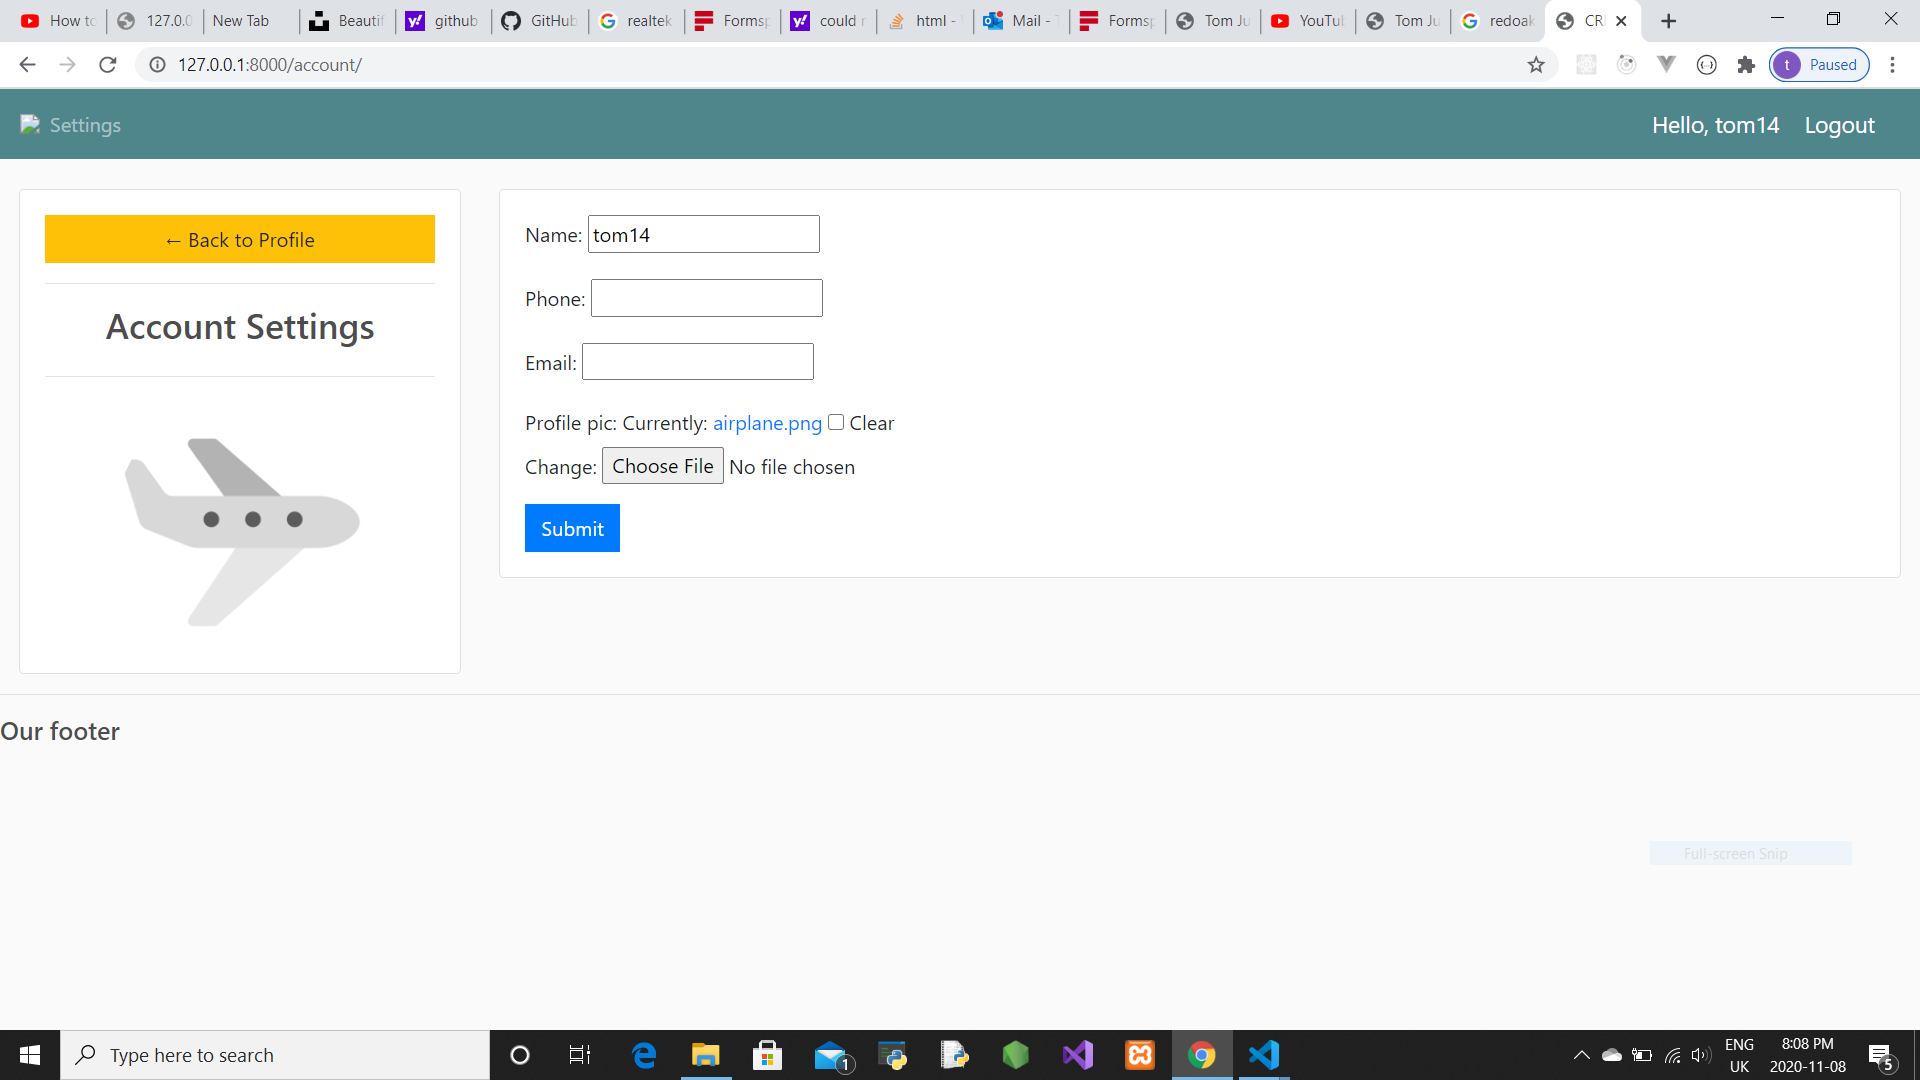 How to
127.0.0
New Tab
Beautif
github
GitHub
realtek
Formsp
could n
html -
Mail - T
Formsp
Tom Ju
YouTub
Tom Ju
redoak
CR
127.0.0.1:8000/account/
t Paused
Settings
Hello, tom14 Logout
← Back to Profile
Account Settings
Name: tom14
Phone:
Email:
Profile pic: Currently: airplane.png Clear
Change: Choose File No file chosen
Submit
Our footer
Full-screen Snip
Type here to search
1
ENG
UK
8:08 PM
2020-11-08
5